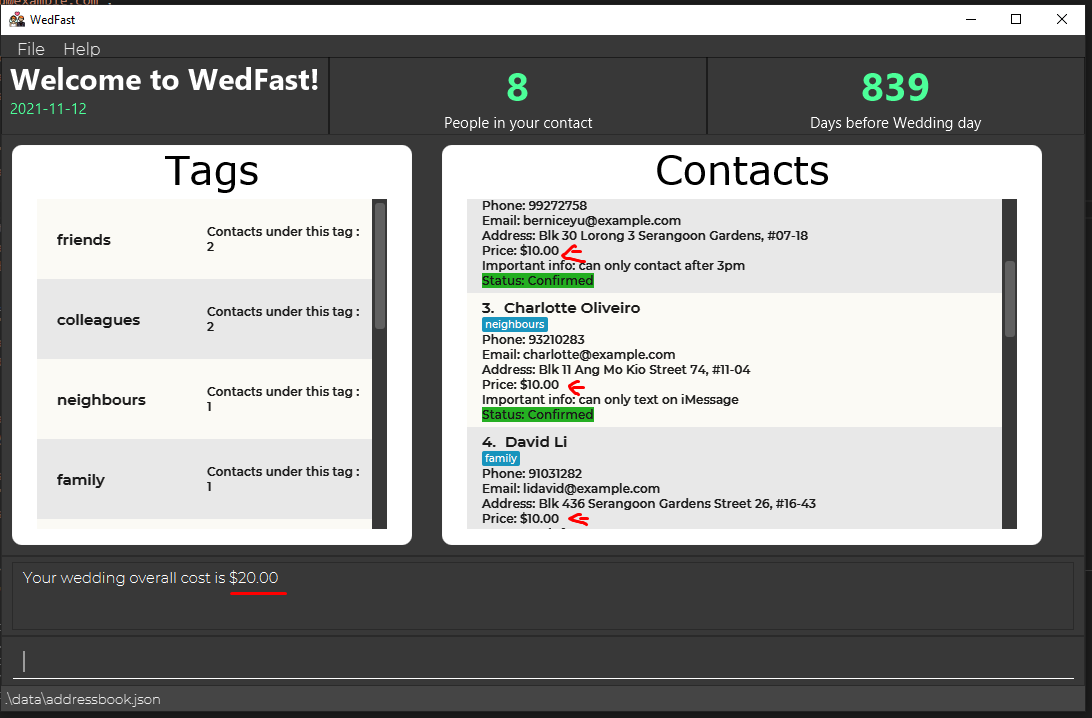 WedFast
File Help
Welcome to WedFast!
2021-11-12
8
People in your contact
839
Days before Wedding day
Tags
friends
Contacts under this tag :
2
colleagues
Contacts under this tag :
2
neighbours
Contacts under this tag :
1
family
Contacts under this tag :
1
Contacts
Phone: 99272758
Email: berniceyu@example.com
Address: Blk 30 Lorong 3 Serangoon Gardens, #07-18
Price: $10.00
Important info: can only contact after 3pm
Status: Confirmed
3. Charlotte Oliveiro
neighbours
Phone: 93210283
Email: charlotte@example.com
Address: Blk 11 Ang Mo Kio Street 74, #11-04
Price: $10.00
Important info: can only text on iMessage
Status: Confirmed
4. David Li
family
Phone: 91031282
Email: lidavid@example.com
Address: Blk 436 Serangoon Gardens Street 26, #16-43
Price: $10.00
Your wedding overall cost is $20.00
.\data\addressbook.json